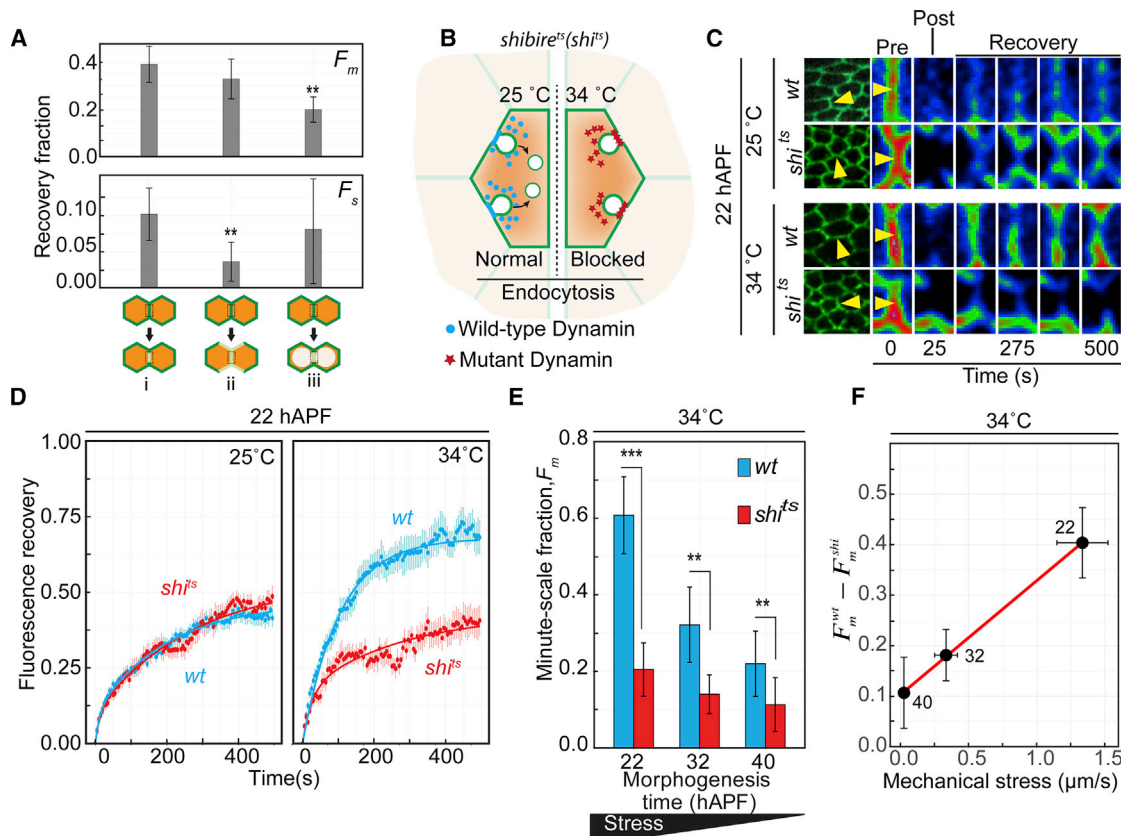 A
Recovery fraction
0.4
0.2
0.0
F_m
**
0.10
0.05
0.00
F_s
**
i
ii
iii
B
shibire^ts(shi^ts)
25 ˚C
34 ˚C
Normal
Blocked
Endocytosis
Wild-type Dynamin
Mutant Dynamin
C
Post
Pre
Recovery
22 hAPF
25 ˚C
wt
shi^ts
34 ˚C
wt
shi^ts
0
25
275
500
Time (s)
D
22 hAPF
25˚C
34˚C
Fluorescence recovery
1.00
0.75
0.50
0.25
0.00
shi^ts
wt
wt
shi^ts
0
200
400
0
200
400
Time(s)
E
34˚C
Minute-scale fraction,F_m
0.8
0.6
0.4
0.2
0.0
***
**
**
wt
shi^ts
22
32
40
Morphogenesis
time (hAPF)
Stress
F
34˚C
F_m^wt − F_m^shi
0.5
0.4
0.3
0.2
0.1
0.0
22
32
40
0.0
0.5
1.0
1.5
Mechanical stress (µm/s)